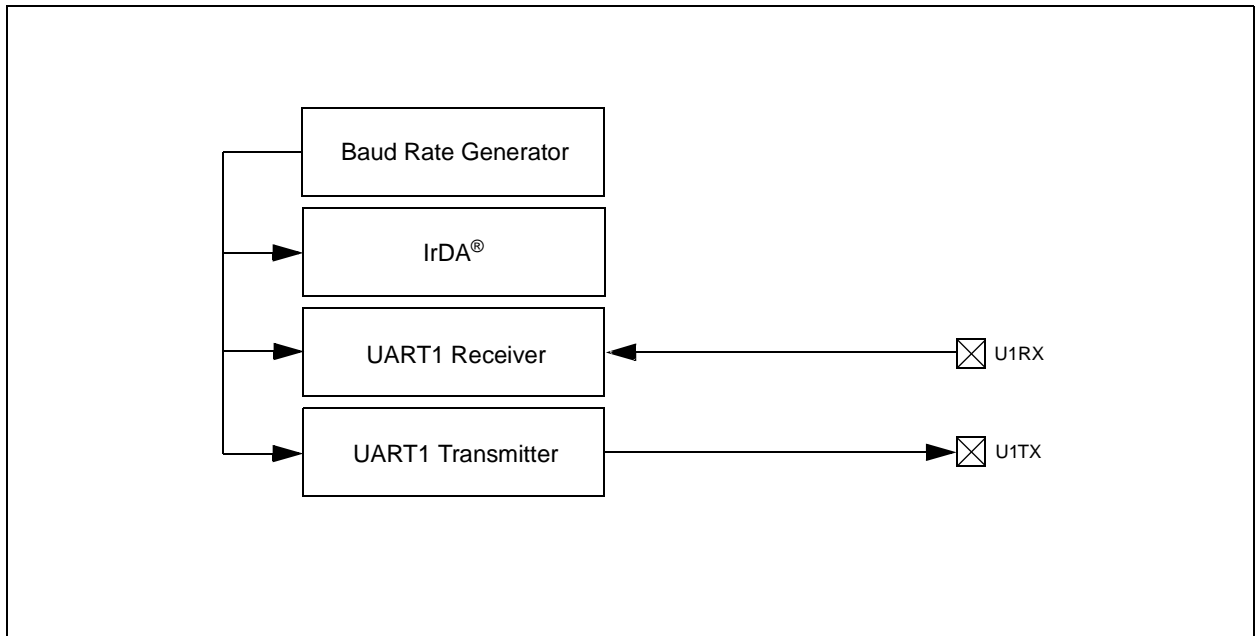 Baud Rate Generator
IrDA®
UART1 Receiver
U1RX
UART1 Transmitter
U1TX